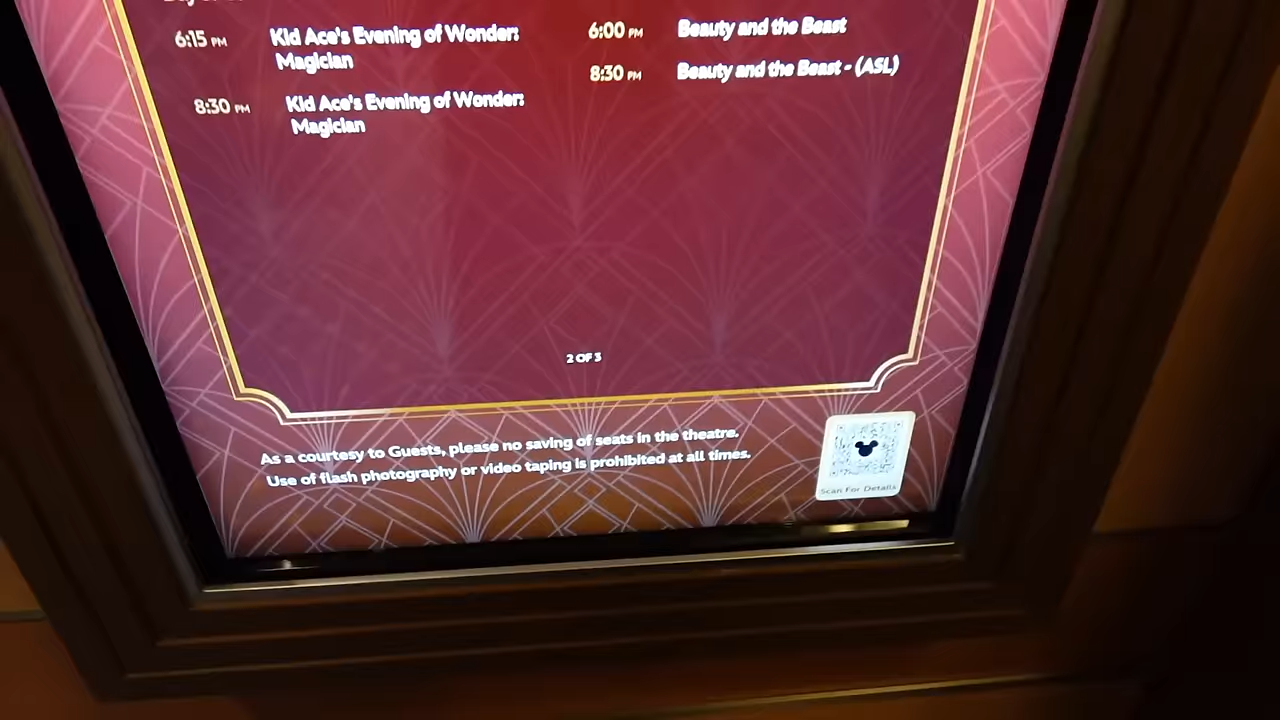 6:15 PM Kid Ace's Evening of Wonder:
Magician
8:30 PM Kid Ace's Evening of Wonder:
Magician
6:00 PM Beauty and the Beast
8:30 PM Beauty and the Beast - (ASL)
2 OF 3
As a courtesy to Guests, please no saving of seats in the theatre.
Use of flash photography or video taping is prohibited at all times.
Scan For Details